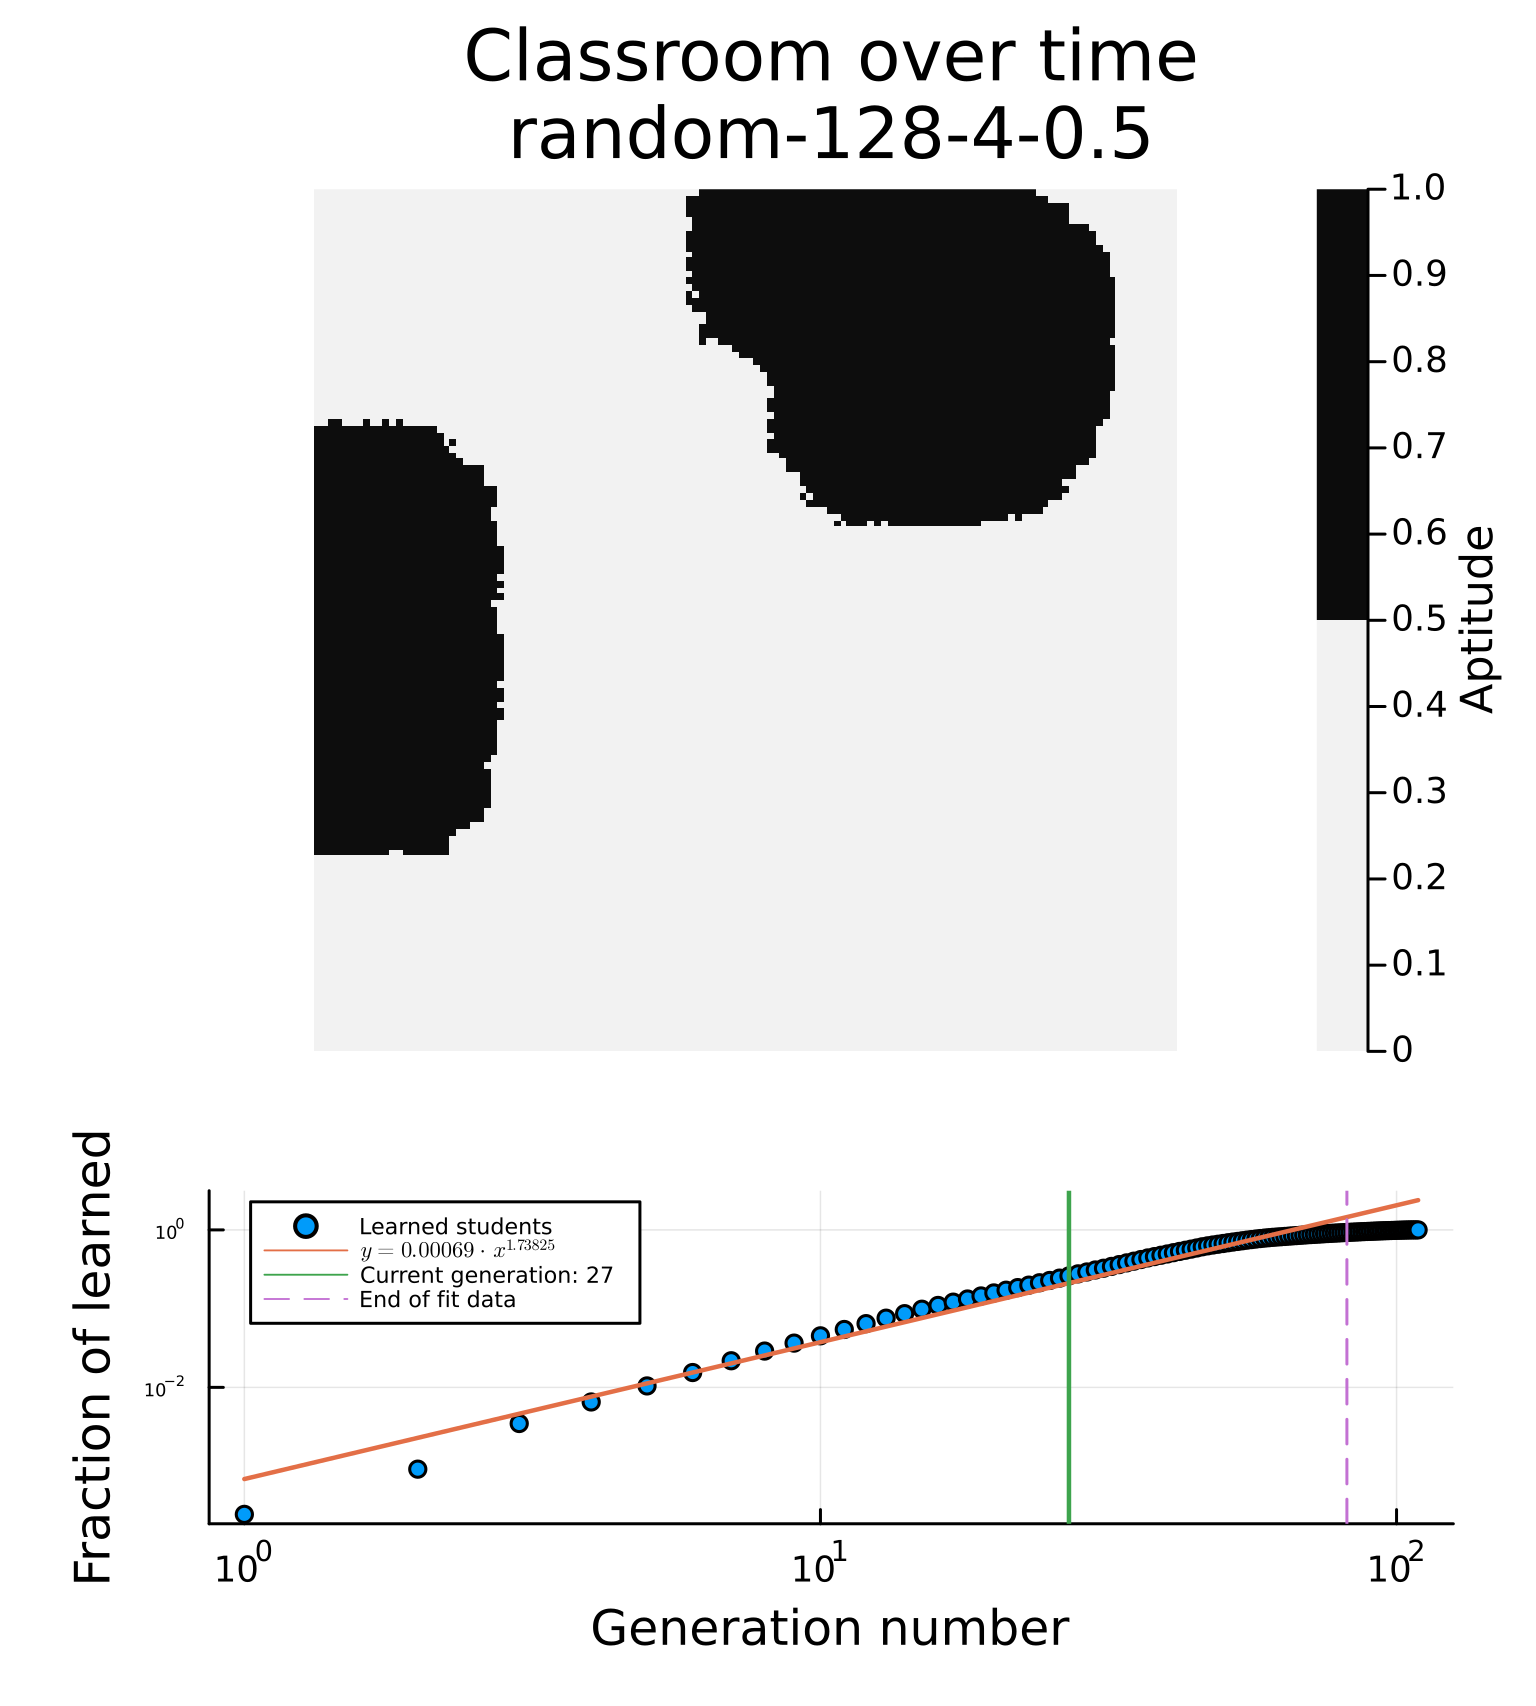 Classroom over time
random-128-4-0.5
1.0
0.9
0.8
0.7
0.6
0.5
0.4
0.3
0.2
0.1
0
Aptitude
Fraction of learned
10^0
10^-2
Learned students
y = 0.00069 · x^1.73825
Current generation: 27
End of fit data
10^0
10^1
10^2
Generation number